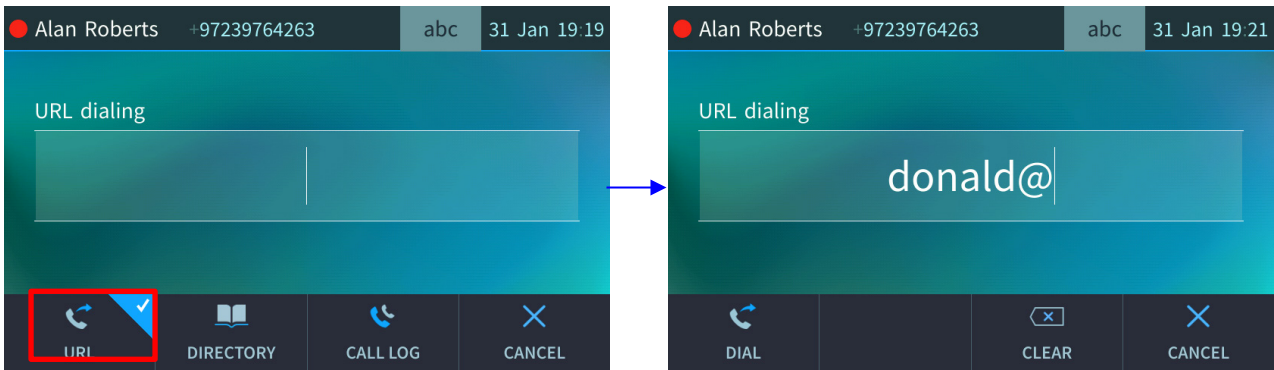 Alan Roberts +97239764263 abc 31 Jan 19:19
URL dialing
URL DIRECTORY CALL LOG CANCEL
Alan Roberts +97239764263 abc 31 Jan 19:21
URL dialing
donald@
DIAL CLEAR CANCEL